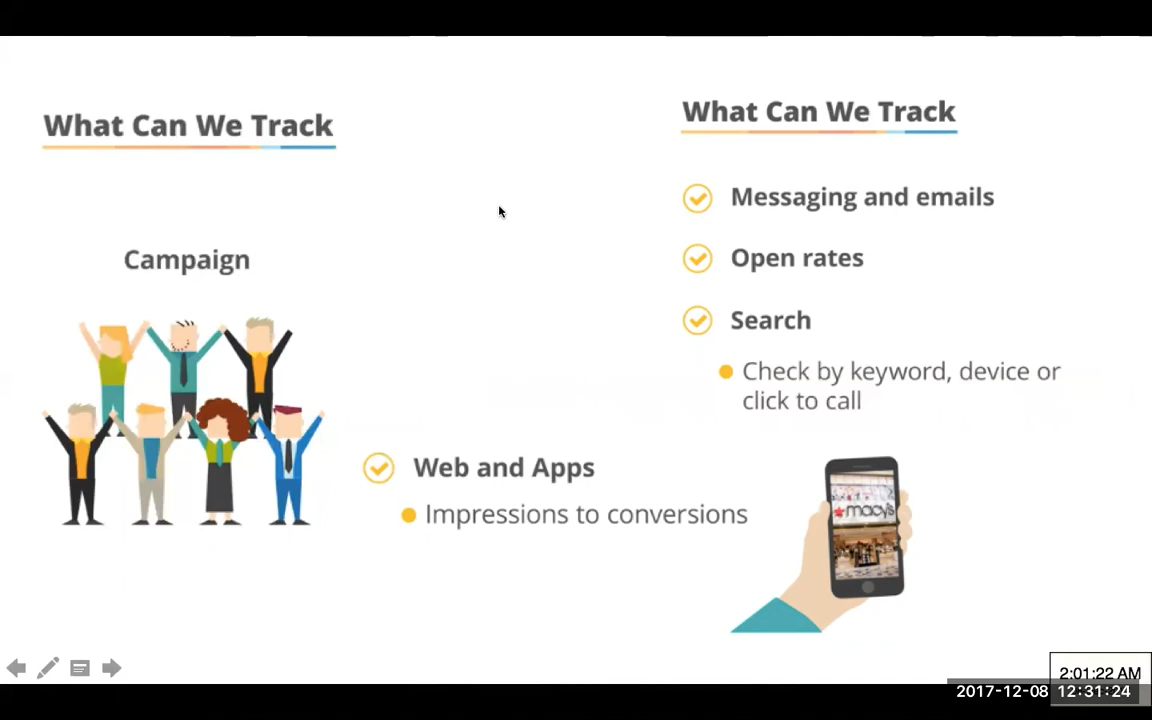 What Can We Track
Campaign
What Can We Track
Messaging and emails
Open rates
Search
Check by keyword, device or
click to call
Web and Apps
Impressions to conversions
macy's
2:01:22 AM
2017-12-08 12:31:24